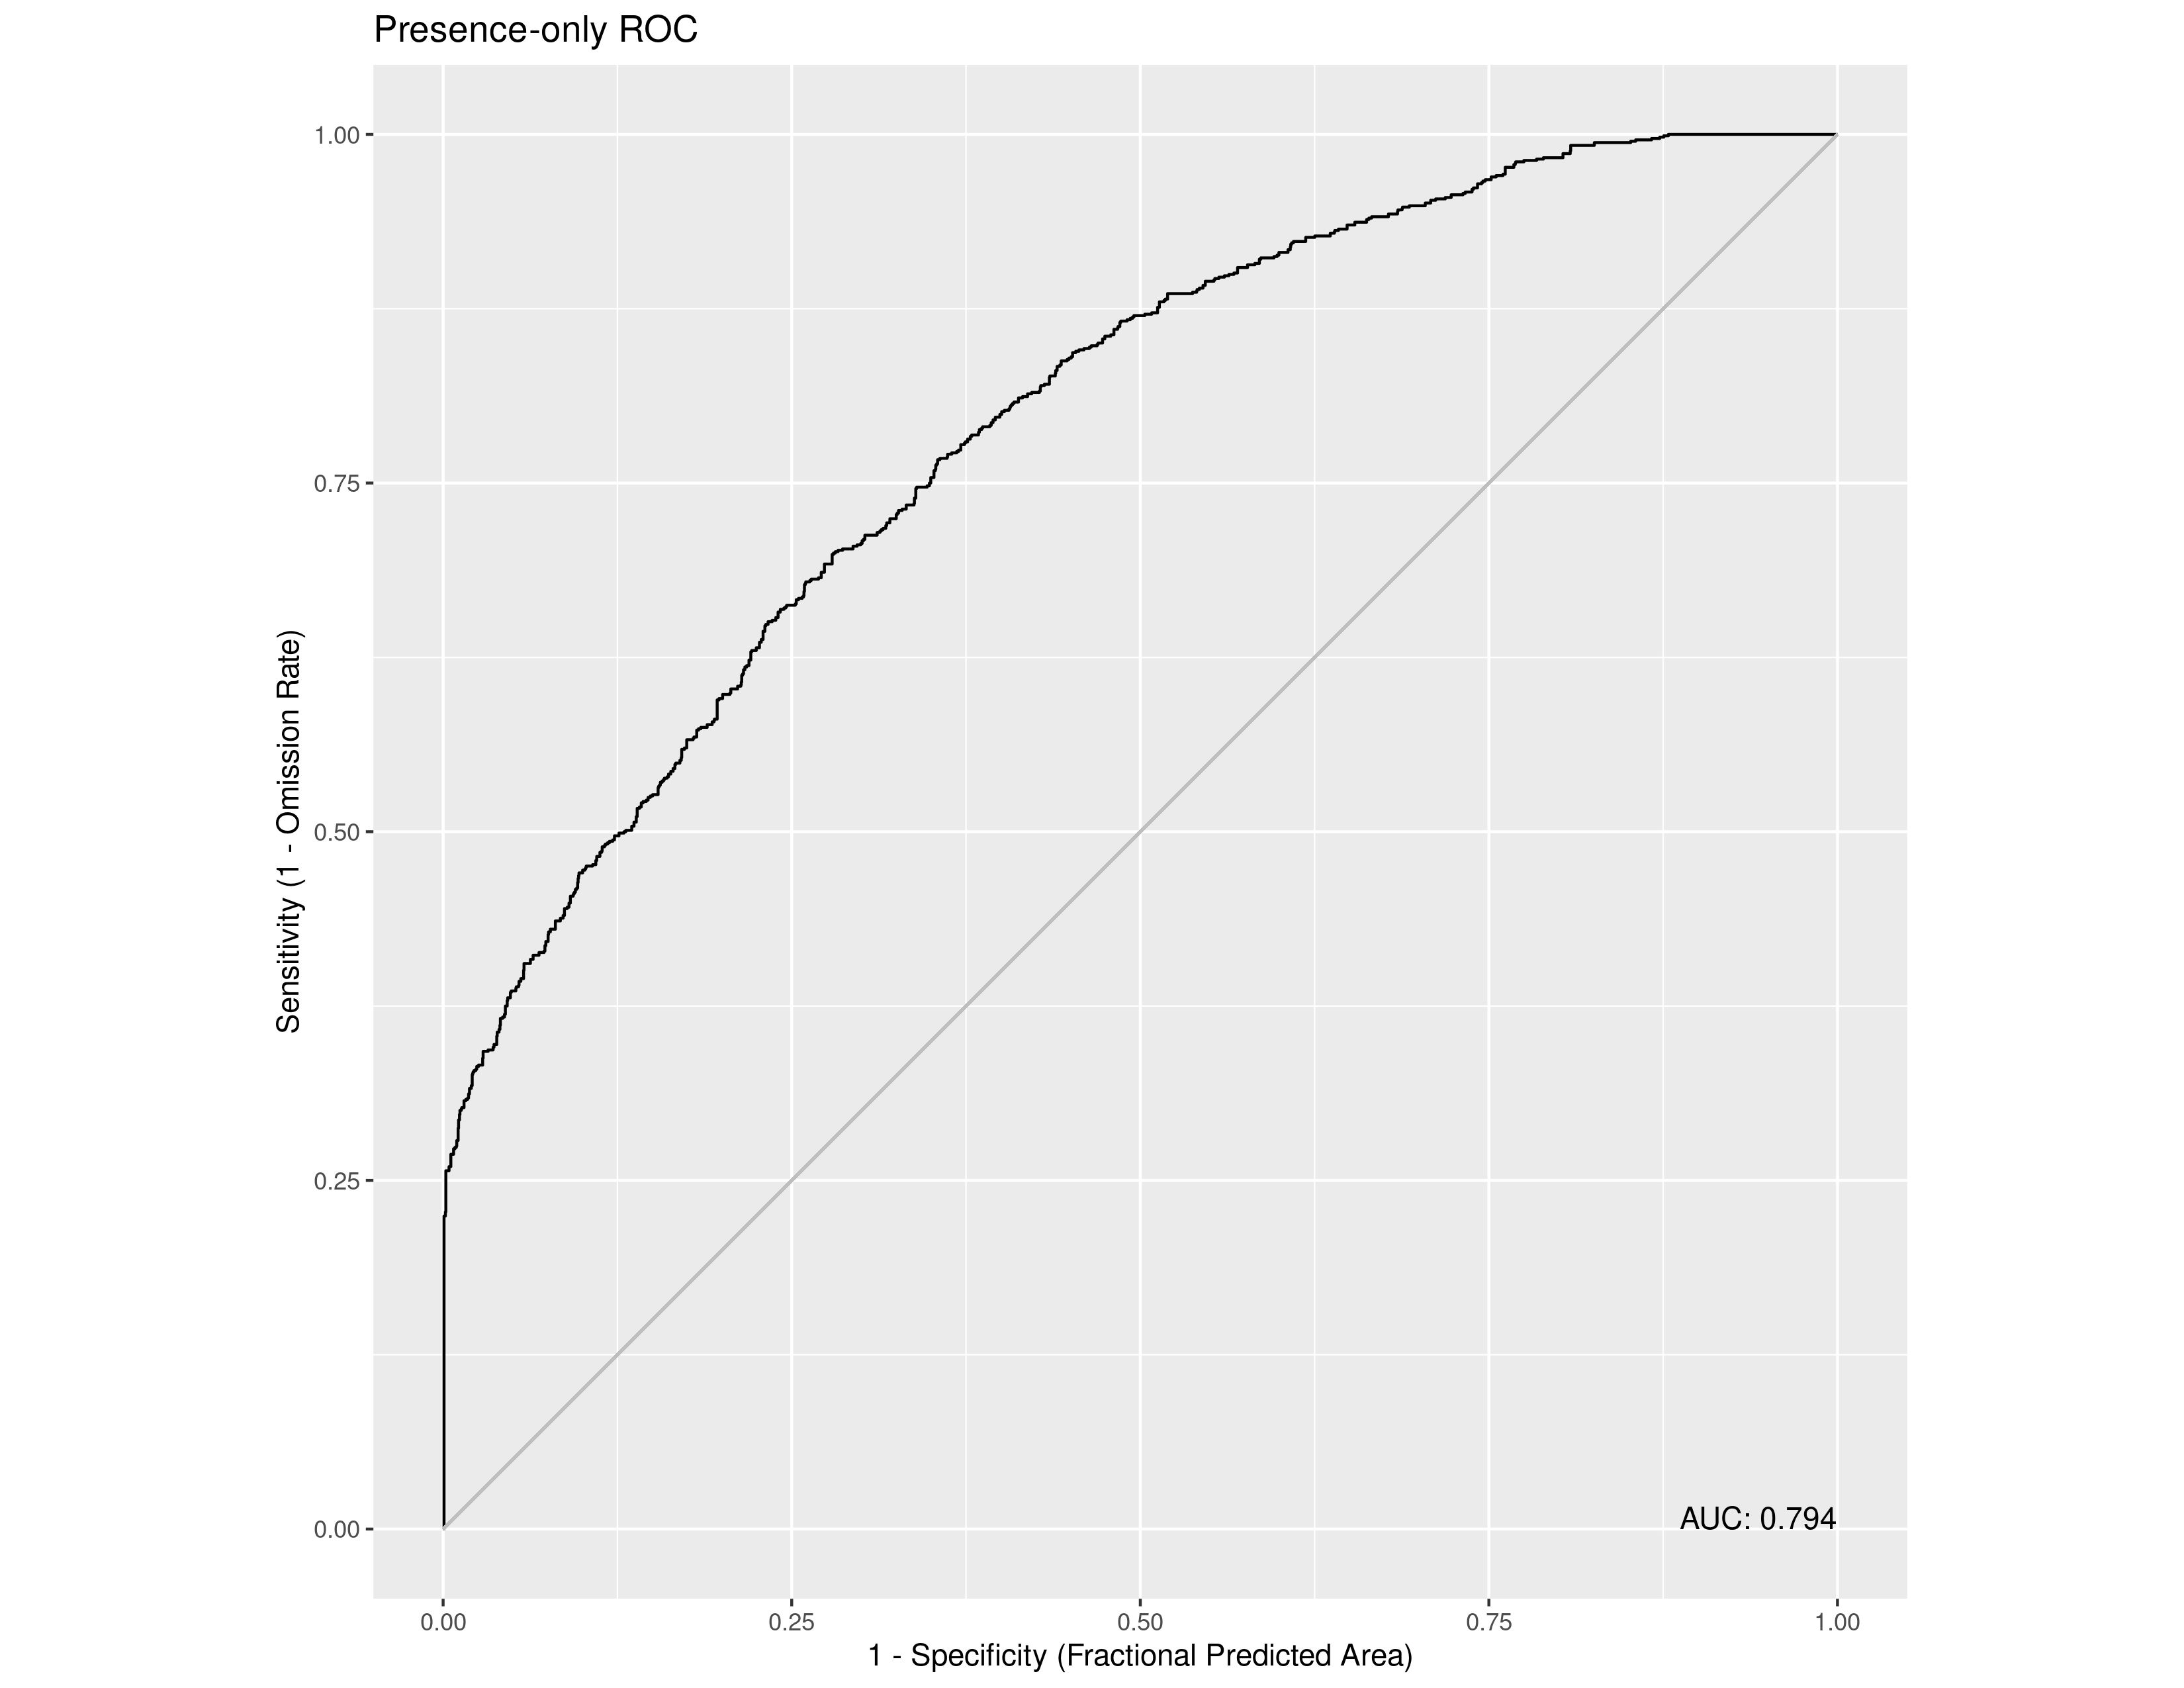 Presence-only ROC
1.00
0.75
0.50
0.25
0.00
Sensitivity (1 - Omission Rate)
AUC: 0.794
0.00 0.25 0.50 0.75 1.00
1 - Specificity (Fractional Predicted Area)